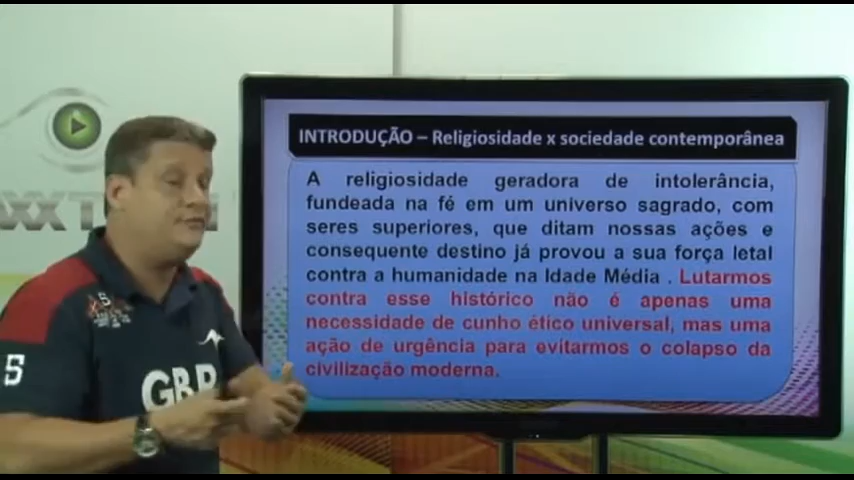 INTRODUÇÃO – Religiosidade x sociedade contemporânea
A religiosidade geradora de intolerância,
fundeada na fé em um universo sagrado, com
seres superiores, que ditam nossas ações e
consequente destino já provou a sua força letal
contra a humanidade na Idade Média . Lutarmos
contra esse histórico não é apenas uma
necessidade de cunho ético universal, mas uma
ação de urgência para evitarmos o colapso da
civilização moderna.
5
GBR